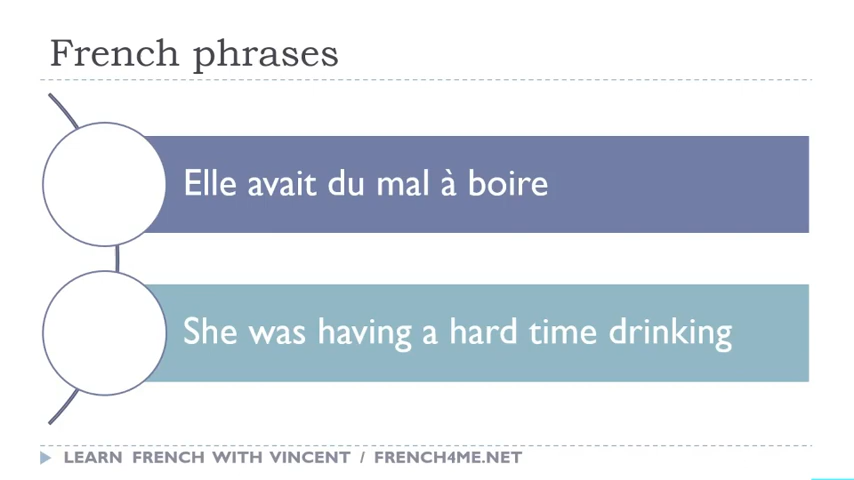 French phrases
Elle avait du mal à boire
She was having a hard time drinking
LEARN FRENCH WITH VINCENT / FRENCH4ME.NET